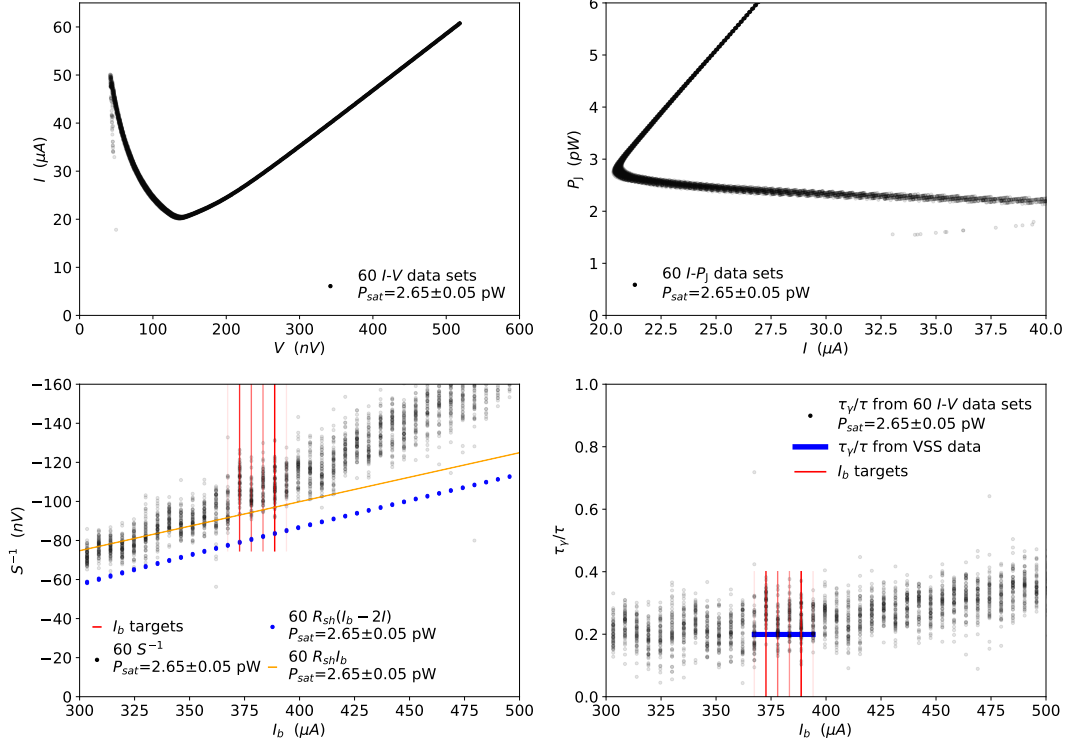 60
50
40
30
20
10
0
I (μA)
0 100 200 300 400 500 600
V (nV)
60 I-V data sets
P_sat=2.65±0.05 pW
6
5
4
3
2
1
0
P_J (pW)
20.0 22.5 25.0 27.5 30.0 32.5 35.0 37.5 40.0
I (μA)
60 I-P_J data sets
P_sat=2.65±0.05 pW
−160
−140
−120
−100
−80
−60
−40
−20
0
S⁻¹ (nV)
300 325 350 375 400 425 450 475 500
I_b (μA)
I_b targets
60 S⁻¹
P_sat=2.65±0.05 pW
60 R_sh(I_b − 2I)
P_sat=2.65±0.05 pW
60 R_shI_b
P_sat=2.65±0.05 pW
1.0
0.8
0.6
0.4
0.2
0.0
τ_γ/τ
300 325 350 375 400 425 450 475 500
I_b (μA)
τ_γ/τ from 60 I-V data sets
P_sat=2.65±0.05 pW
τ_γ/τ from VSS data
I_b targets